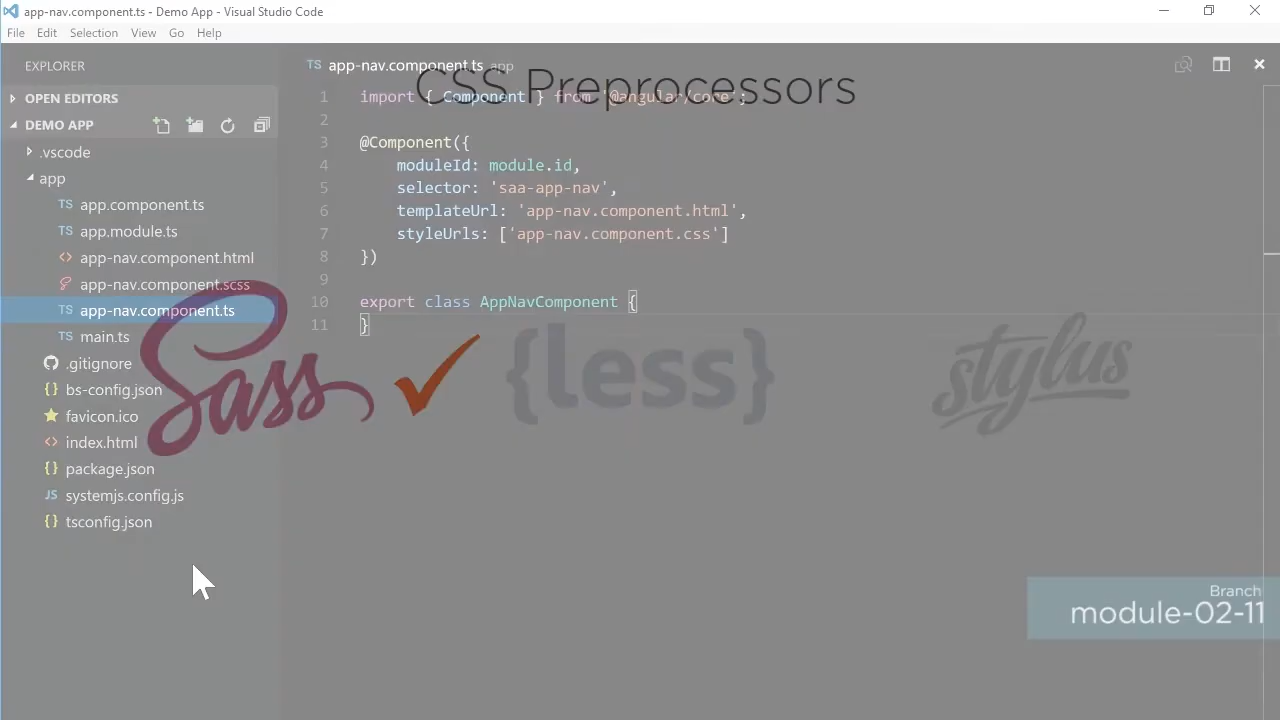 app-nav.component.ts - Demo App - Visual Studio Code
File Edit Selection View Go Help
EXPLORER
OPEN EDITORS
DEMO APP
.vscode
app
TS app.component.ts
TS app.module.ts
<> app-nav.component.html
app-nav.component.scss
TS app-nav.component.ts
TS main.ts
.gitignore
{} bs-config.json
favicon.ico
<> index.html
{} package.json
JS systemjs.config.js
{} tsconfig.json
TS app-nav.component.ts app
CSS Preprocessors
1 import { Component } from '@angular/core';
2
3 @Component({
4 moduleId: module.id,
5 selector: 'saa-app-nav',
6 templateUrl: 'app-nav.component.html',
7 styleUrls: ['app-nav.component.css']
8 })
9
10 export class AppNavComponent {
11 }
Sass
{less}
stylus
Branch
module-02-11